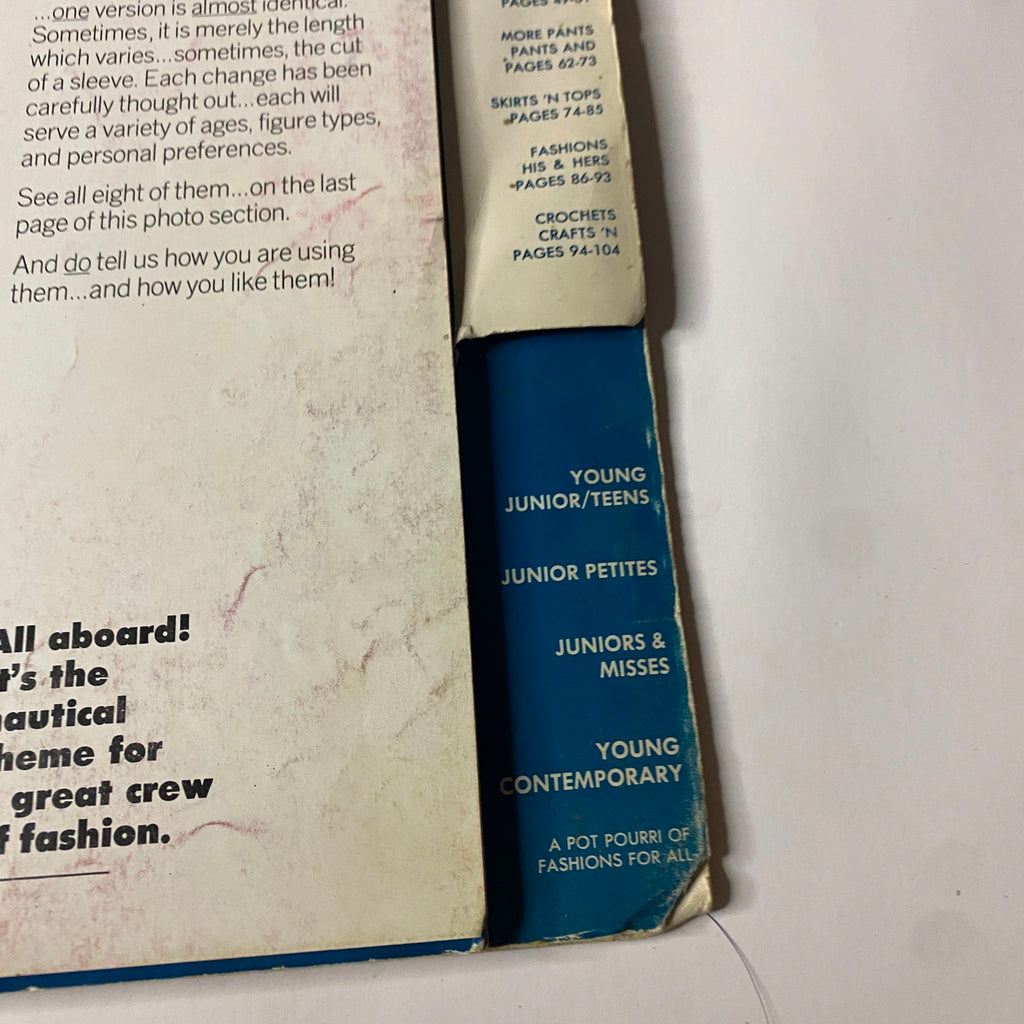 ...one version is almost identical.
Sometimes, it is merely the length
which varies...sometimes, the cut
of a sleeve. Each change has been
carefully thought out...each will
serve a variety of ages, figure types,
and personal preferences.
See all eight of them...on the last
page of this photo section.
And do tell us how you are using
them...and how you like them!
All aboard!
t's the
autical
heme for
great crew
f fashion.
MORE PANTS
PANTS AND
PAGES 62-73
SKIRTS 'N TOPS
PAGES 74-85
FASHIONS
HIS & HERS
PAGES 86-93
CROCHETS
CRAFTS 'N
PAGES 94-104
YOUNG
JUNIOR/TEENS
JUNIOR PETITES
JUNIORS &
MISSES
YOUNG
CONTEMPORARY
A POT POURRI OF
FASHIONS FOR ALL